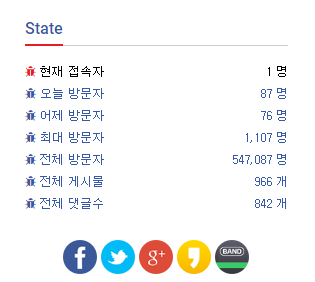 State
현재 접속자 1 명
오늘 방문자 87 명
어제 방문자 76 명
최대 방문자 1,107 명
전체 방문자 547,087 명
전체 게시물 966 개
전체 댓글수 842 개
f g+ BAND